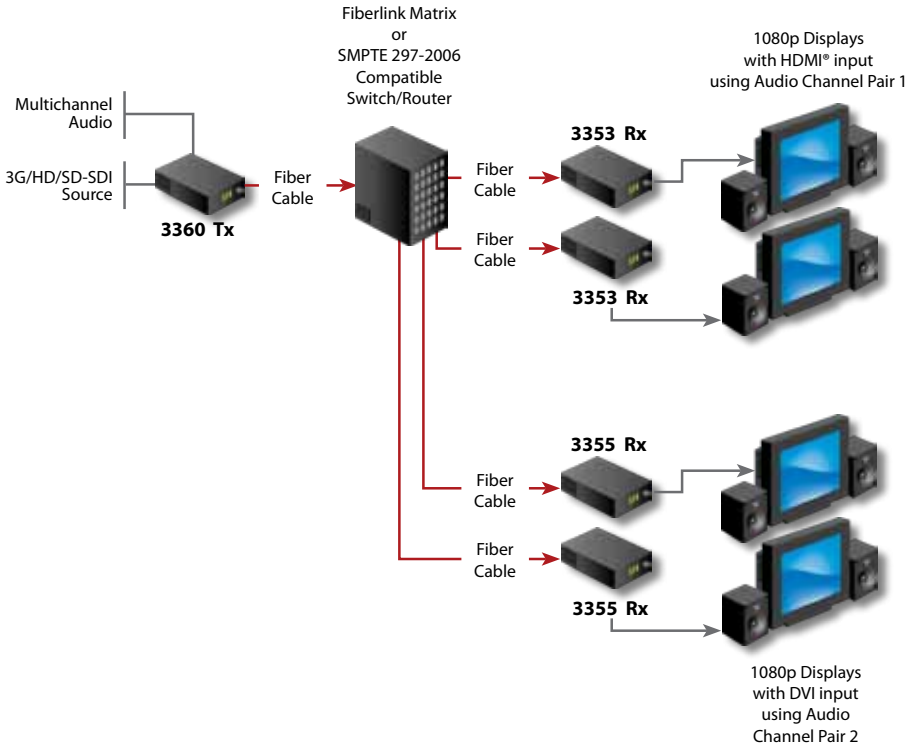 Fiberlink Matrix
or
SMPTE 297-2006
Compatible
Switch/Router
1080p Displays
with HDMI® input
using Audio Channel Pair 1
Multichannel
Audio
3G/HD/SD-SDI
Source
3360 Tx
Fiber
Cable
Fiber
Cable
3353 Rx
Fiber
Cable
3353 Rx
Fiber
Cable
3355 Rx
Fiber
Cable
3355 Rx
1080p Displays
with DVI input
using Audio
Channel Pair 2